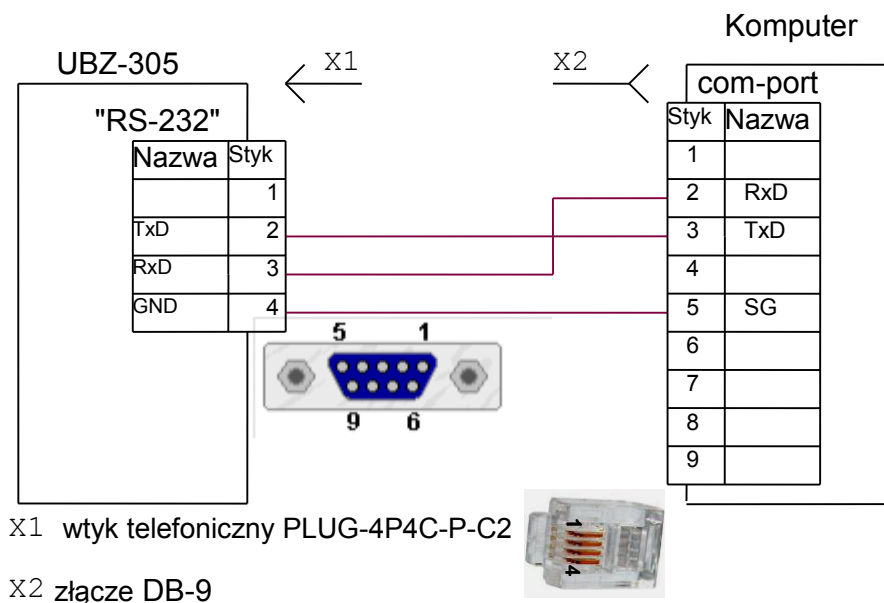 Komputer
UBZ-305
X1
X2
com-port
"RS-232"
Styk Nazwa
Nazwa Styk
1
1
2 RxD
TxD 2
3 TxD
RxD 3
4
GND 4
5 SG
5 1
6
7
9 6
8
9
X1 wtyk telefoniczny PLUG-4P4C-P-C2
1
4
X2 złącze DB-9